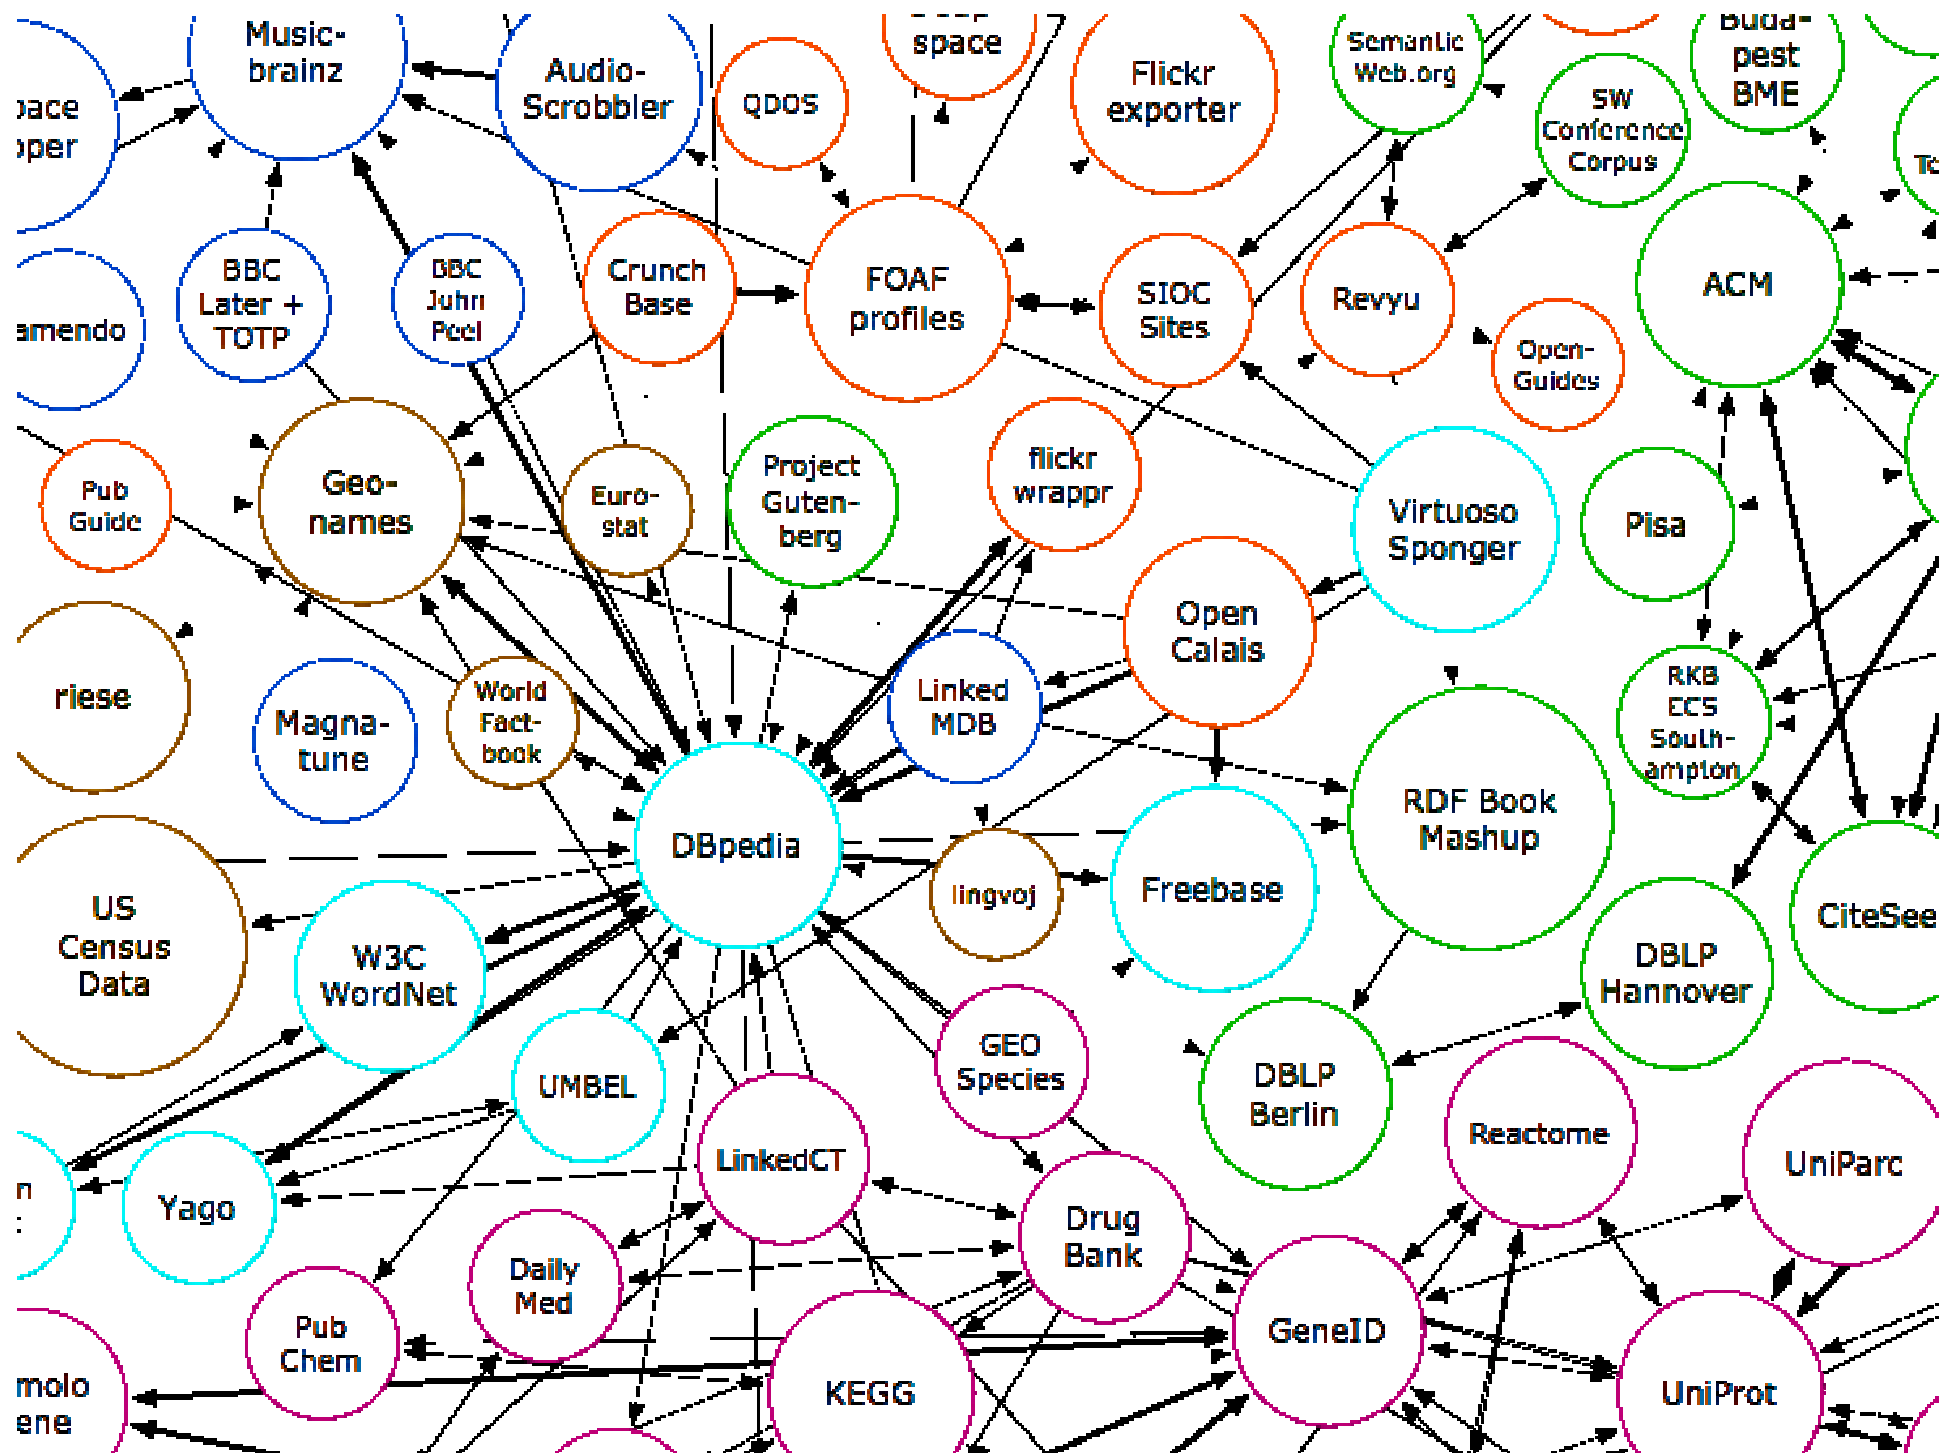 Music-
brainz
Audio-
Scrobbler
QDOS
space
Flickr
exporter
Semantic
Web.org
SW
Conference
Corpus
Buda-
pest
BME
BBC
Later +
TOTP
BBC
John
Peel
Crunch
Base
FOAF
profiles
SIOC
Sites
Revyu
Open-
Guides
ACM
amendo
Pub
Guide
Geo-
names
Euro-
stat
Project
Guten-
berg
flickr
wrappr
Virtuoso
Sponger
Pisa
Open
Calais
riese
Magna-
tune
World
Fact-
book
Linked
MDB
RKB
ECS
South-
ampton
RDF Book
Mashup
DBpedia
lingvoj
Freebase
US
Census
Data
W3C
WordNet
CiteSee
DBLP
Hannover
UMBEL
GEO
Species
DBLP
Berlin
Reactome
UniParc
LinkedCT
Yago
Drug
Bank
Daily
Med
Pub
Chem
GeneID
KEGG
UniProt
molo
ene